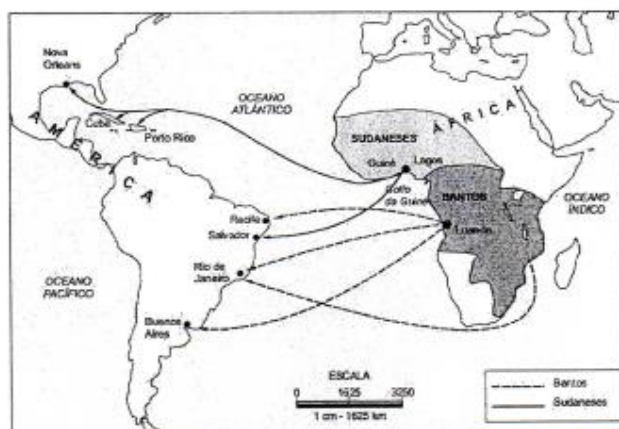 Nova
Orleans
OCEANO
ATLÂNTICO
AMÉRICA
Cuba
Porto Rico
SUDANESES
ÁFRICA
Guiné
Lagos
Golfo
da Guiné
BANTOS
Luanda
OCEANO
ÍNDICO
Recife
Salvador
Rio de
Janeiro
OCEANO
PACÍFICO
Buenos
Aires
ESCALA
0 1625 3250
1 cm - 1625 km
Bantos
Sudaneses